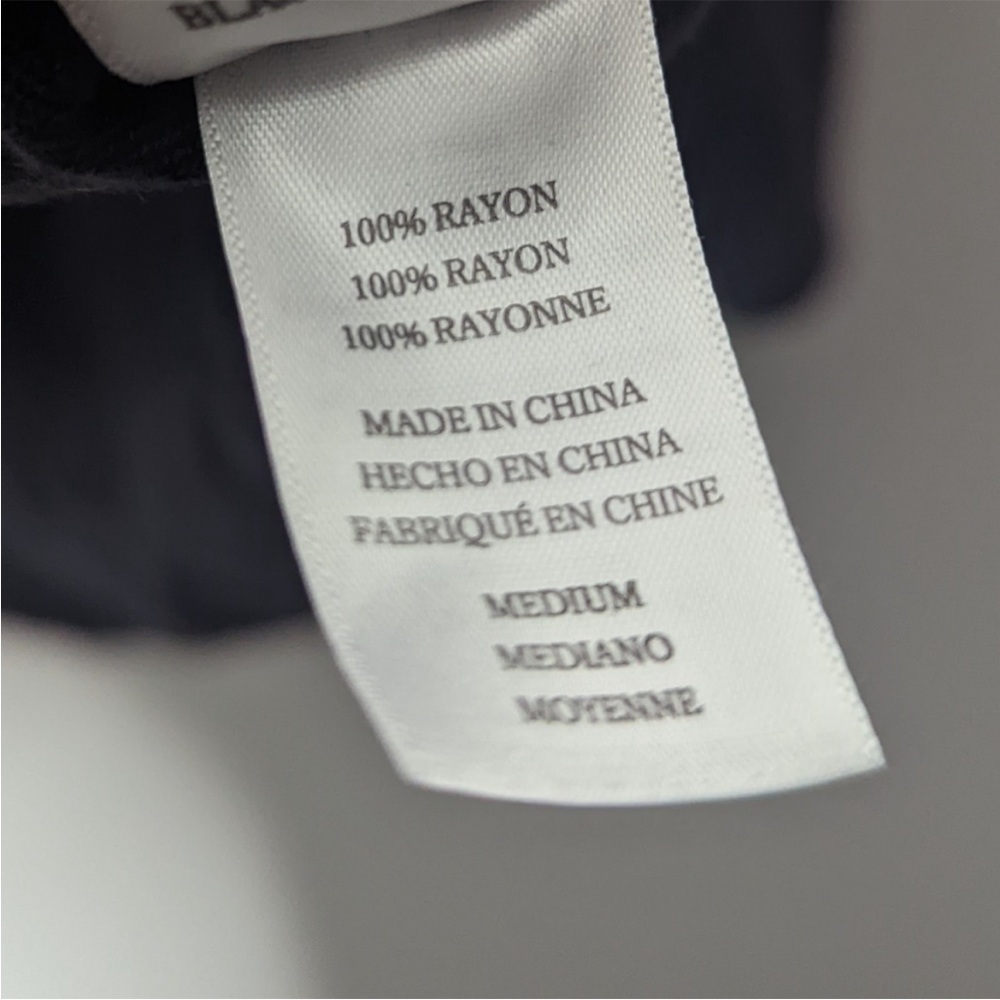 100% RAYON
100% RAYON
100% RAYONNE
MADE IN CHINA
HECHO EN CHINA
FABRIQUÉ EN CHINE
MEDIUM
MEDIANO
MOYENNE